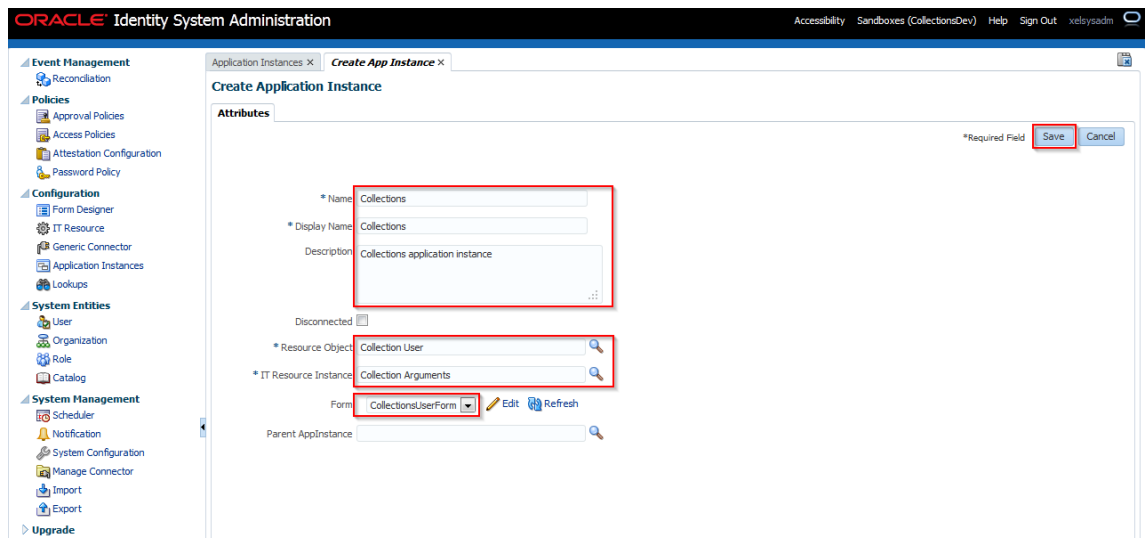 ORACLE Identity System Administration
Accessibility Sandboxes (CollectionsDev) Help Sign Out xelsysadm
Event Management
Reconciliation
Policies
Approval Policies
Access Policies
Attestation Configuration
Password Policy
Configuration
Form Designer
IT Resource
Generic Connector
Application Instances
Lookups
System Entities
User
Organization
Role
Catalog
System Management
Scheduler
Notification
System Configuration
Manage Connector
Import
Export
Upgrade
Application Instances × Create App Instance ×
Create Application Instance
Attributes
*Required Field Save Cancel
* Name Collections
* Display Name Collections
Description Collections application instance
Disconnected
* Resource Object Collection User
* IT Resource Instance Collection Arguments
Form CollectionsUserForm Edit Refresh
Parent AppInstance